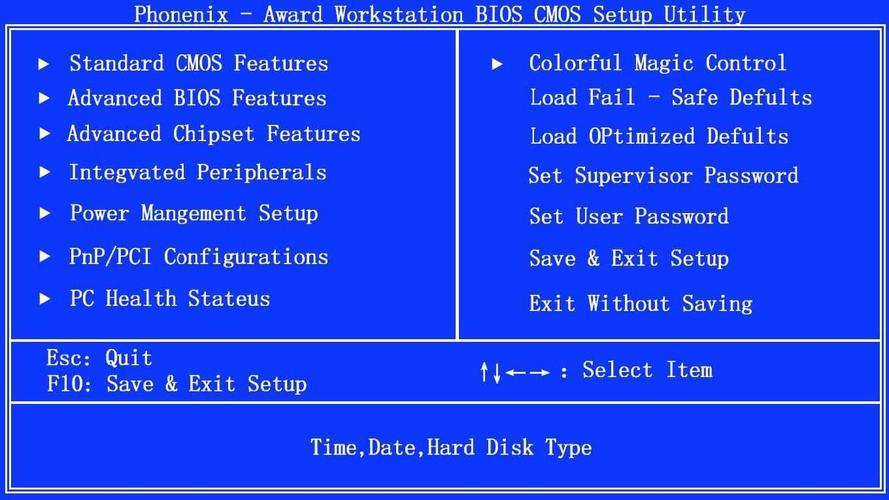 Phonenix - Award Workstation BIOS CMOS Setup Utility
▶ Standard CMOS Features
▶ Advanced BIOS Features
▶ Advanced Chipset Features
▶ Integvated Peripherals
▶ Power Mangement Setup
▶ PnP/PCI Configurations
▶ PC Health Stateus
▶ Colorful Magic Control
Load Fail - Safe Defults
Load OPtimized Defults
Set Supervisor Password
Set User Password
Save & Exit Setup
Exit Without Saving
Esc: Quit
F10: Save & Exit Setup
↑↓←→ : Select Item
Time,Date,Hard Disk Type